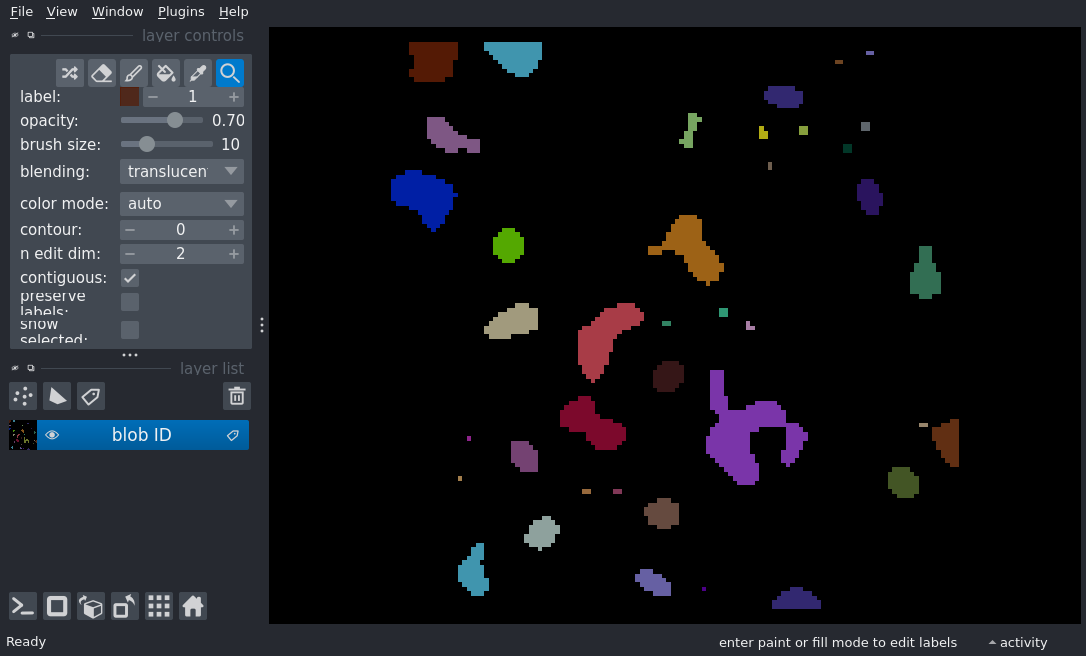 File View Window Plugins Help
layer controls
label: 1
opacity: 0.70
brush size: 10
blending: translucen
color mode: auto
contour: 0
n edit dim: 2
contiguous:
preserve
labels:
show
selected:
layer list
blob ID
Ready
enter paint or fill mode to edit labels
activity